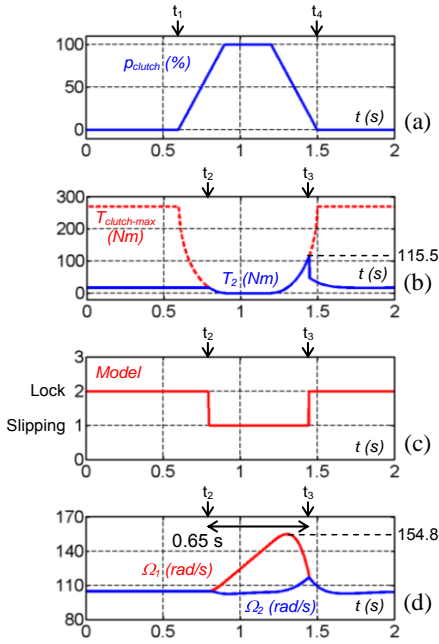 t1 t4
100
50
0
pclutch (%)
t (s)
0 0.5 1 1.5 2
(a)
t2 t3
300
200
100
0
Tclutch-max
(Nm)
T2 (Nm)
115.5
t (s)
0 0.5 1 1.5 2
(b)
t2 t3
3
Lock 2
Slipping 1
0
Model
t (s)
0 0.5 1 1.5 2
(c)
t2 t3
170
140
110
80
0.65 s
154.8
Ω1 (rad/s)
Ω2 (rad/s)
t (s)
0 0.5 1 1.5 2
(d)